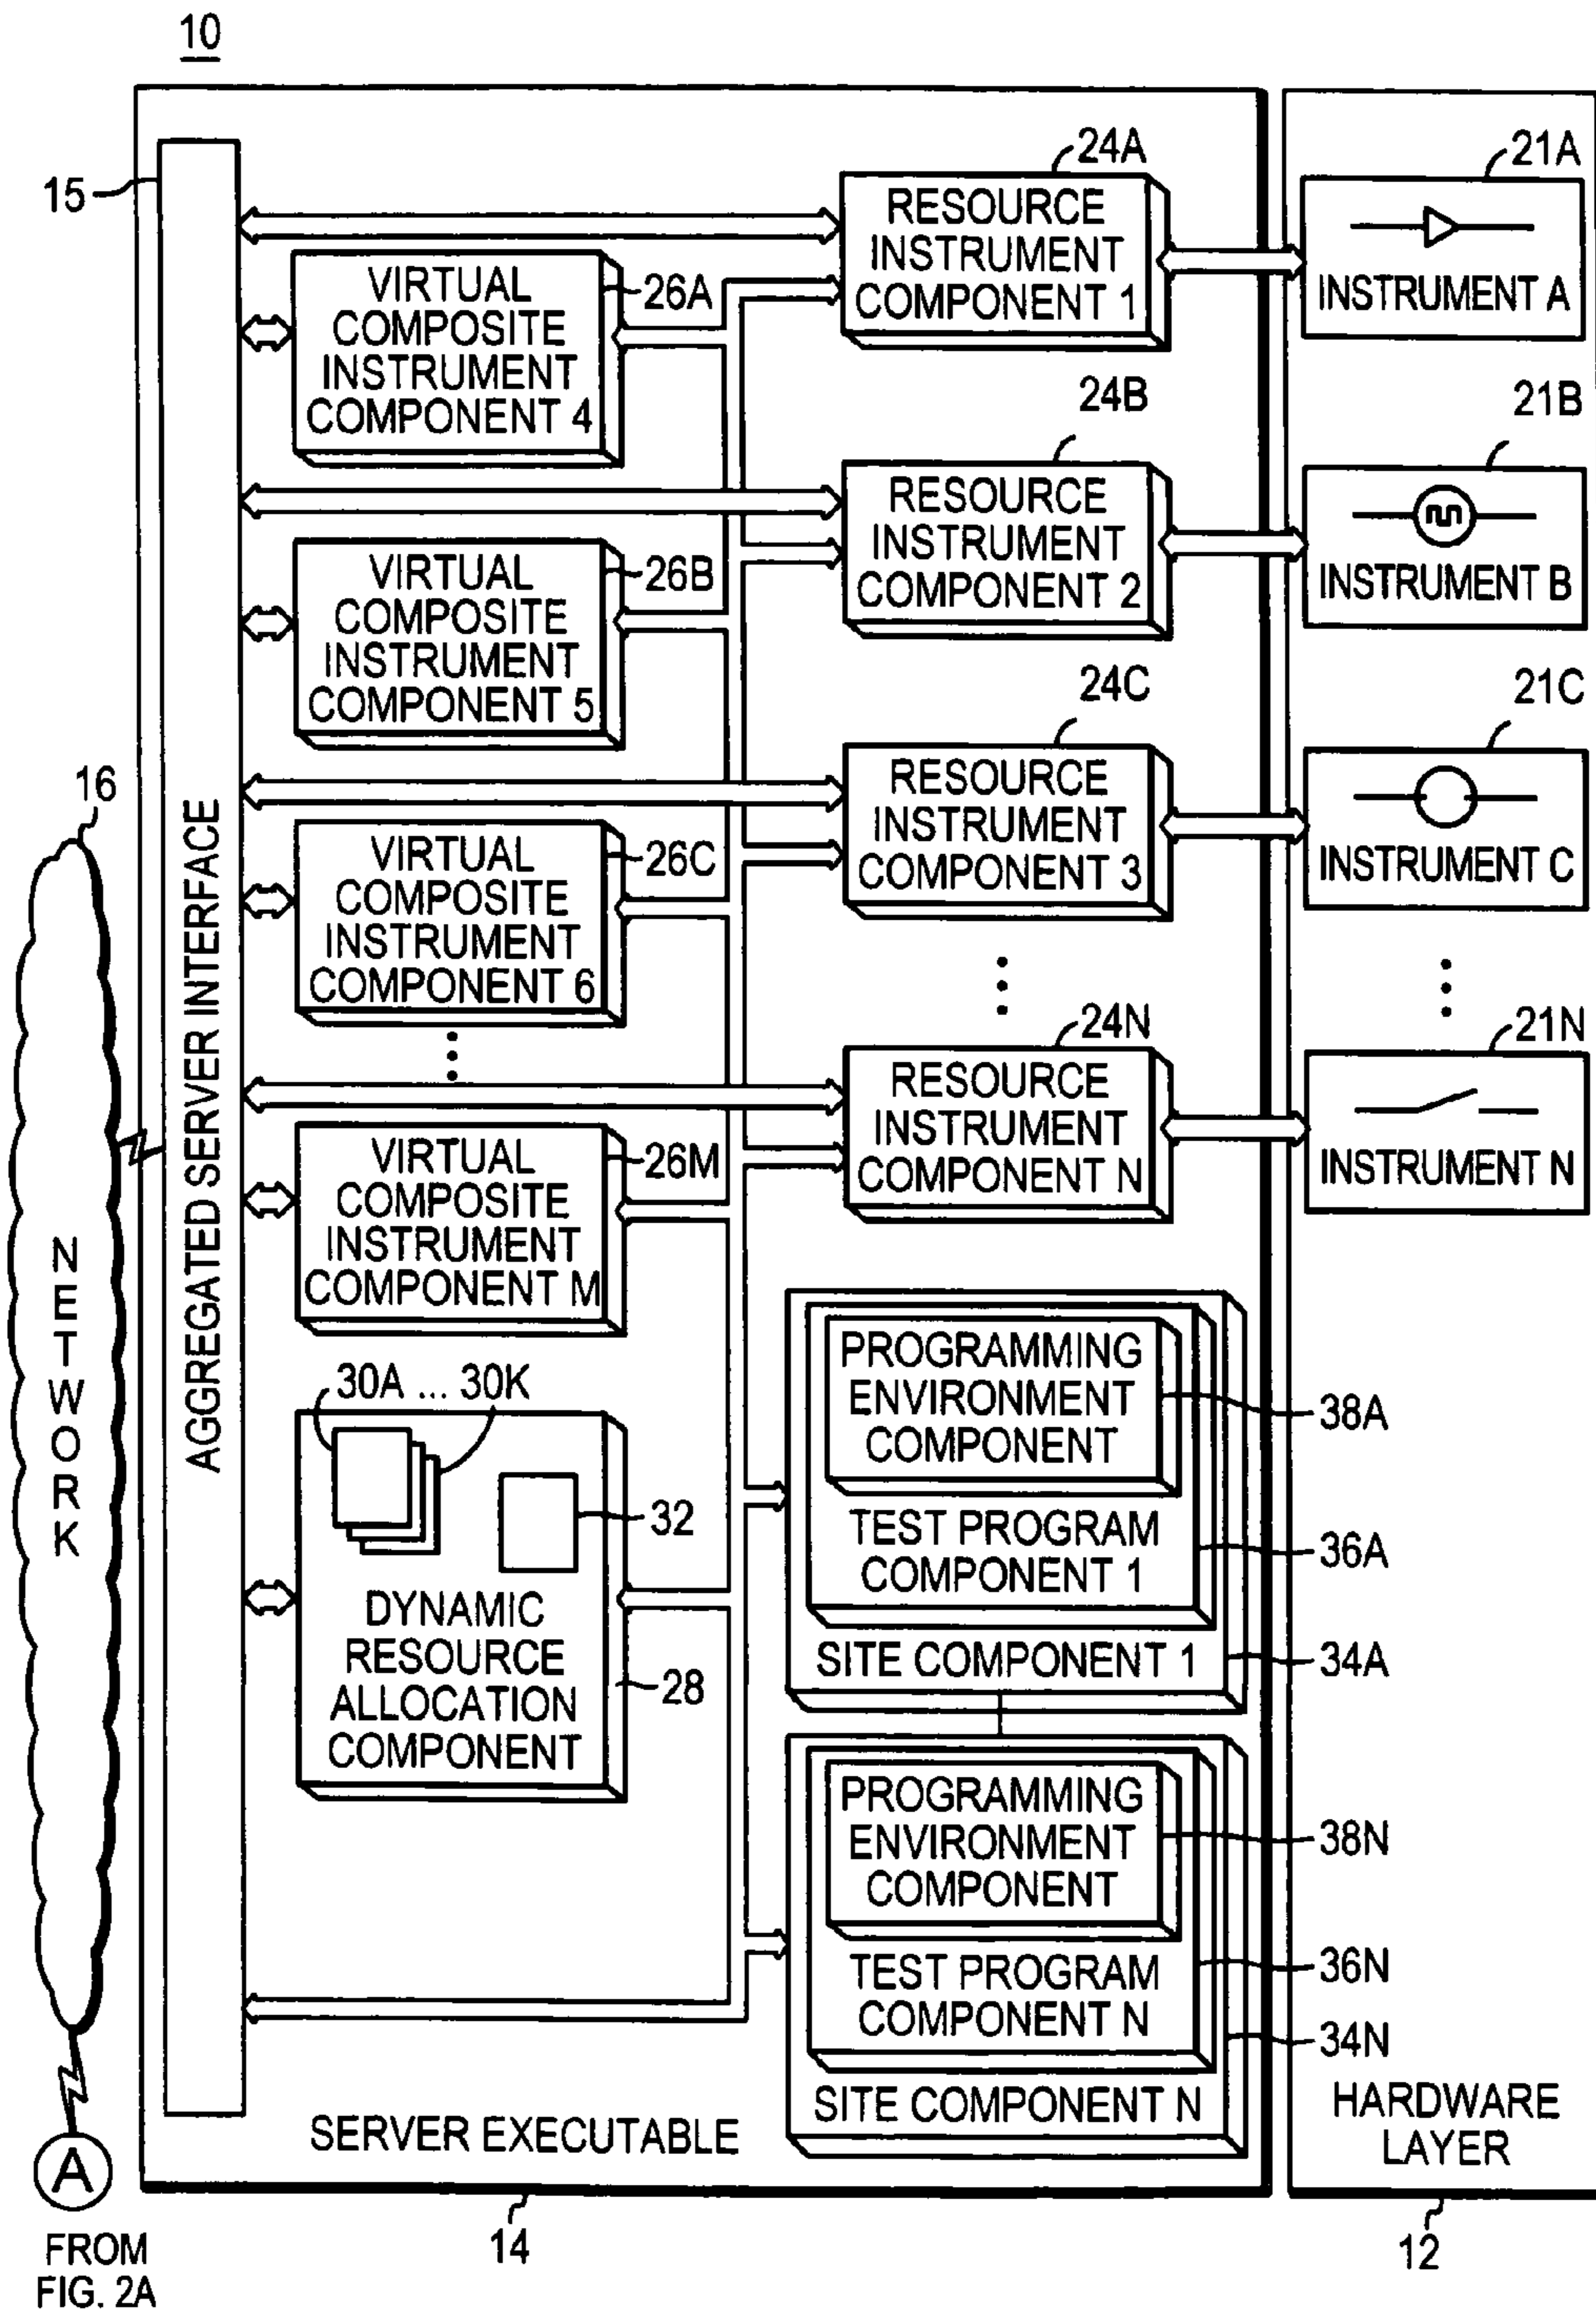 10
15
24A
RESOURCE
INSTRUMENT
COMPONENT 1
21A
INSTRUMENT A
VIRTUAL
COMPOSITE
INSTRUMENT
COMPONENT 4
26A
24B
RESOURCE
INSTRUMENT
COMPONENT 2
21B
INSTRUMENT B
VIRTUAL
COMPOSITE
INSTRUMENT
COMPONENT 5
26B
24C
RESOURCE
INSTRUMENT
COMPONENT 3
21C
INSTRUMENT C
16
NETWORK
AGGREGATED SERVER INTERFACE
VIRTUAL
COMPOSITE
INSTRUMENT
COMPONENT 6
26C
24N
RESOURCE
INSTRUMENT
COMPONENT N
21N
INSTRUMENT N
VIRTUAL
COMPOSITE
INSTRUMENT
COMPONENT M
26M
30A ... 30K
32
DYNAMIC
RESOURCE
ALLOCATION
COMPONENT
28
PROGRAMMING
ENVIRONMENT
COMPONENT
38A
TEST PROGRAM
COMPONENT 1
36A
SITE COMPONENT 1
34A
PROGRAMMING
ENVIRONMENT
COMPONENT
38N
TEST PROGRAM
COMPONENT N
36N
SITE COMPONENT N
34N
SERVER EXECUTABLE
14
HARDWARE
LAYER
12
A
FROM
FIG. 2A